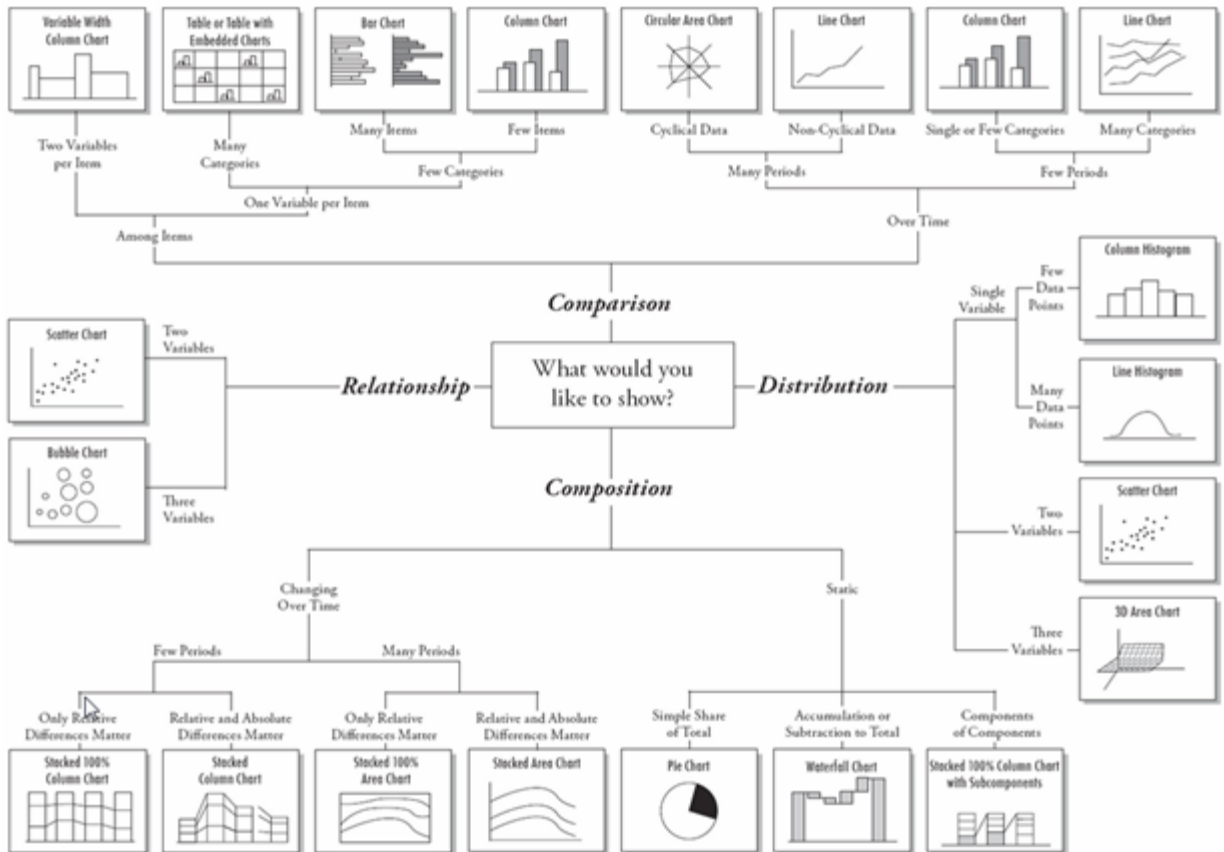 Variable Width
Column Chart
Table or Table with
Embedded Charts
Bar Chart
Column Chart
Circular Area Chart
Line Chart
Column Chart
Line Chart
Two Variables
per Item
Many
Categories
Many Items
Few Items
Cyclical Data
Non-Cyclical Data
Single or Few Categories
Many Categories
Few Categories
Many Periods
Few Periods
One Variable per Item
Among Items
Over Time
Comparison
Relationship
What would you
like to show?
Distribution
Composition
Scatter Chart
Two
Variables
Bubble Chart
Three
Variables
Single
Variable
Few
Data
Points
Column Histogram
Many
Data
Points
Line Histogram
Two
Variables
Scatter Chart
Three
Variables
3D Area Chart
Changing
Over Time
Static
Few Periods
Many Periods
Only Relative
Differences Matter
Relative and Absolute
Differences Matter
Only Relative
Differences Matter
Relative and Absolute
Differences Matter
Simple Share
of Total
Accumulation or
Subtraction to Total
Components
of Components
Stacked 100%
Column Chart
Stacked
Column Chart
Stacked 100%
Area Chart
Stacked Area Chart
Pie Chart
Waterfall Chart
Stacked 100% Column Chart
with Subcomponents